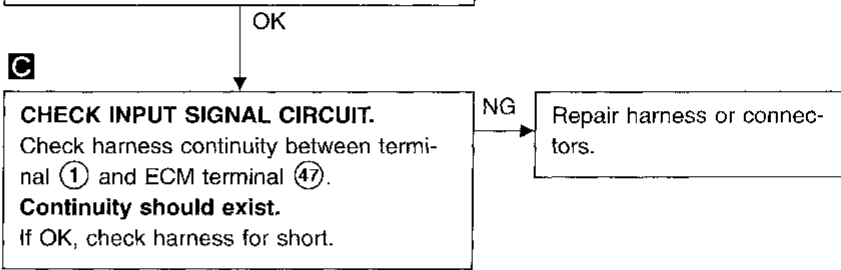 OK
C
CHECK INPUT SIGNAL CIRCUIT.
Check harness continuity between termi-
nal ① and ECM terminal ㊼.
Continuity should exist.
If OK, check harness for short.
NG
Repair harness or connec-
tors.